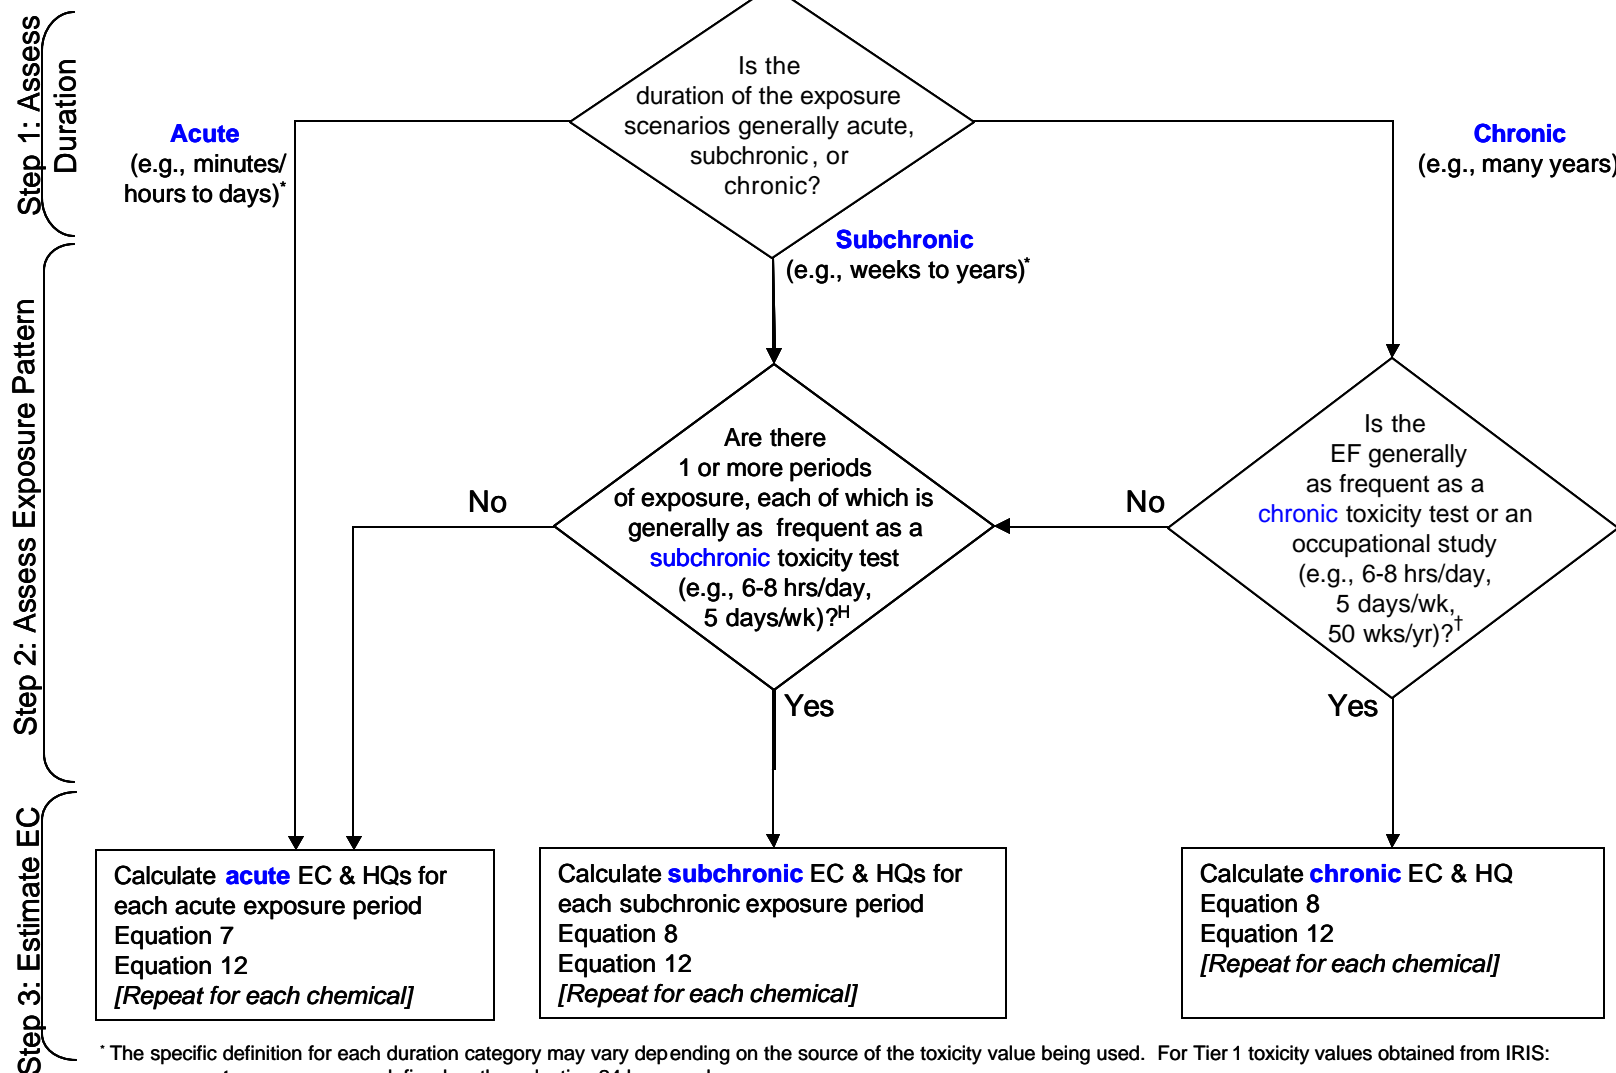 Step 1: Assess
Duration
Is the
duration of the exposure
scenarios generally acute,
subchronic, or
chronic?
Acute
(e.g., minutes/
hours to days)*
Chronic
(e.g., many years)
Subchronic
(e.g., weeks to years)*
Step 2: Assess Exposure Pattern
Are there
1 or more periods
of exposure, each of which is
generally as frequent as a
subchronic toxicity test
(e.g., 6-8 hrs/day,
5 days/wk)?H
No
No
Is the
EF generally
as frequent as a
chronic toxicity test or an
occupational study
(e.g., 6-8 hrs/day,
5 days/wk,
50 wks/yr)?†
Yes
Yes
Step 3: Estimate EC
Calculate acute EC & HQs for
each acute exposure period
Equation 7
Equation 12
[Repeat for each chemical]
Calculate subchronic EC & HQs for
each subchronic exposure period
Equation 8
Equation 12
[Repeat for each chemical]
Calculate chronic EC & HQ
Equation 8
Equation 12
[Repeat for each chemical]
* The specific definition for each duration category may vary depending on the source of the toxicity value being used. For Tier 1 toxicity values obtained from IRIS: